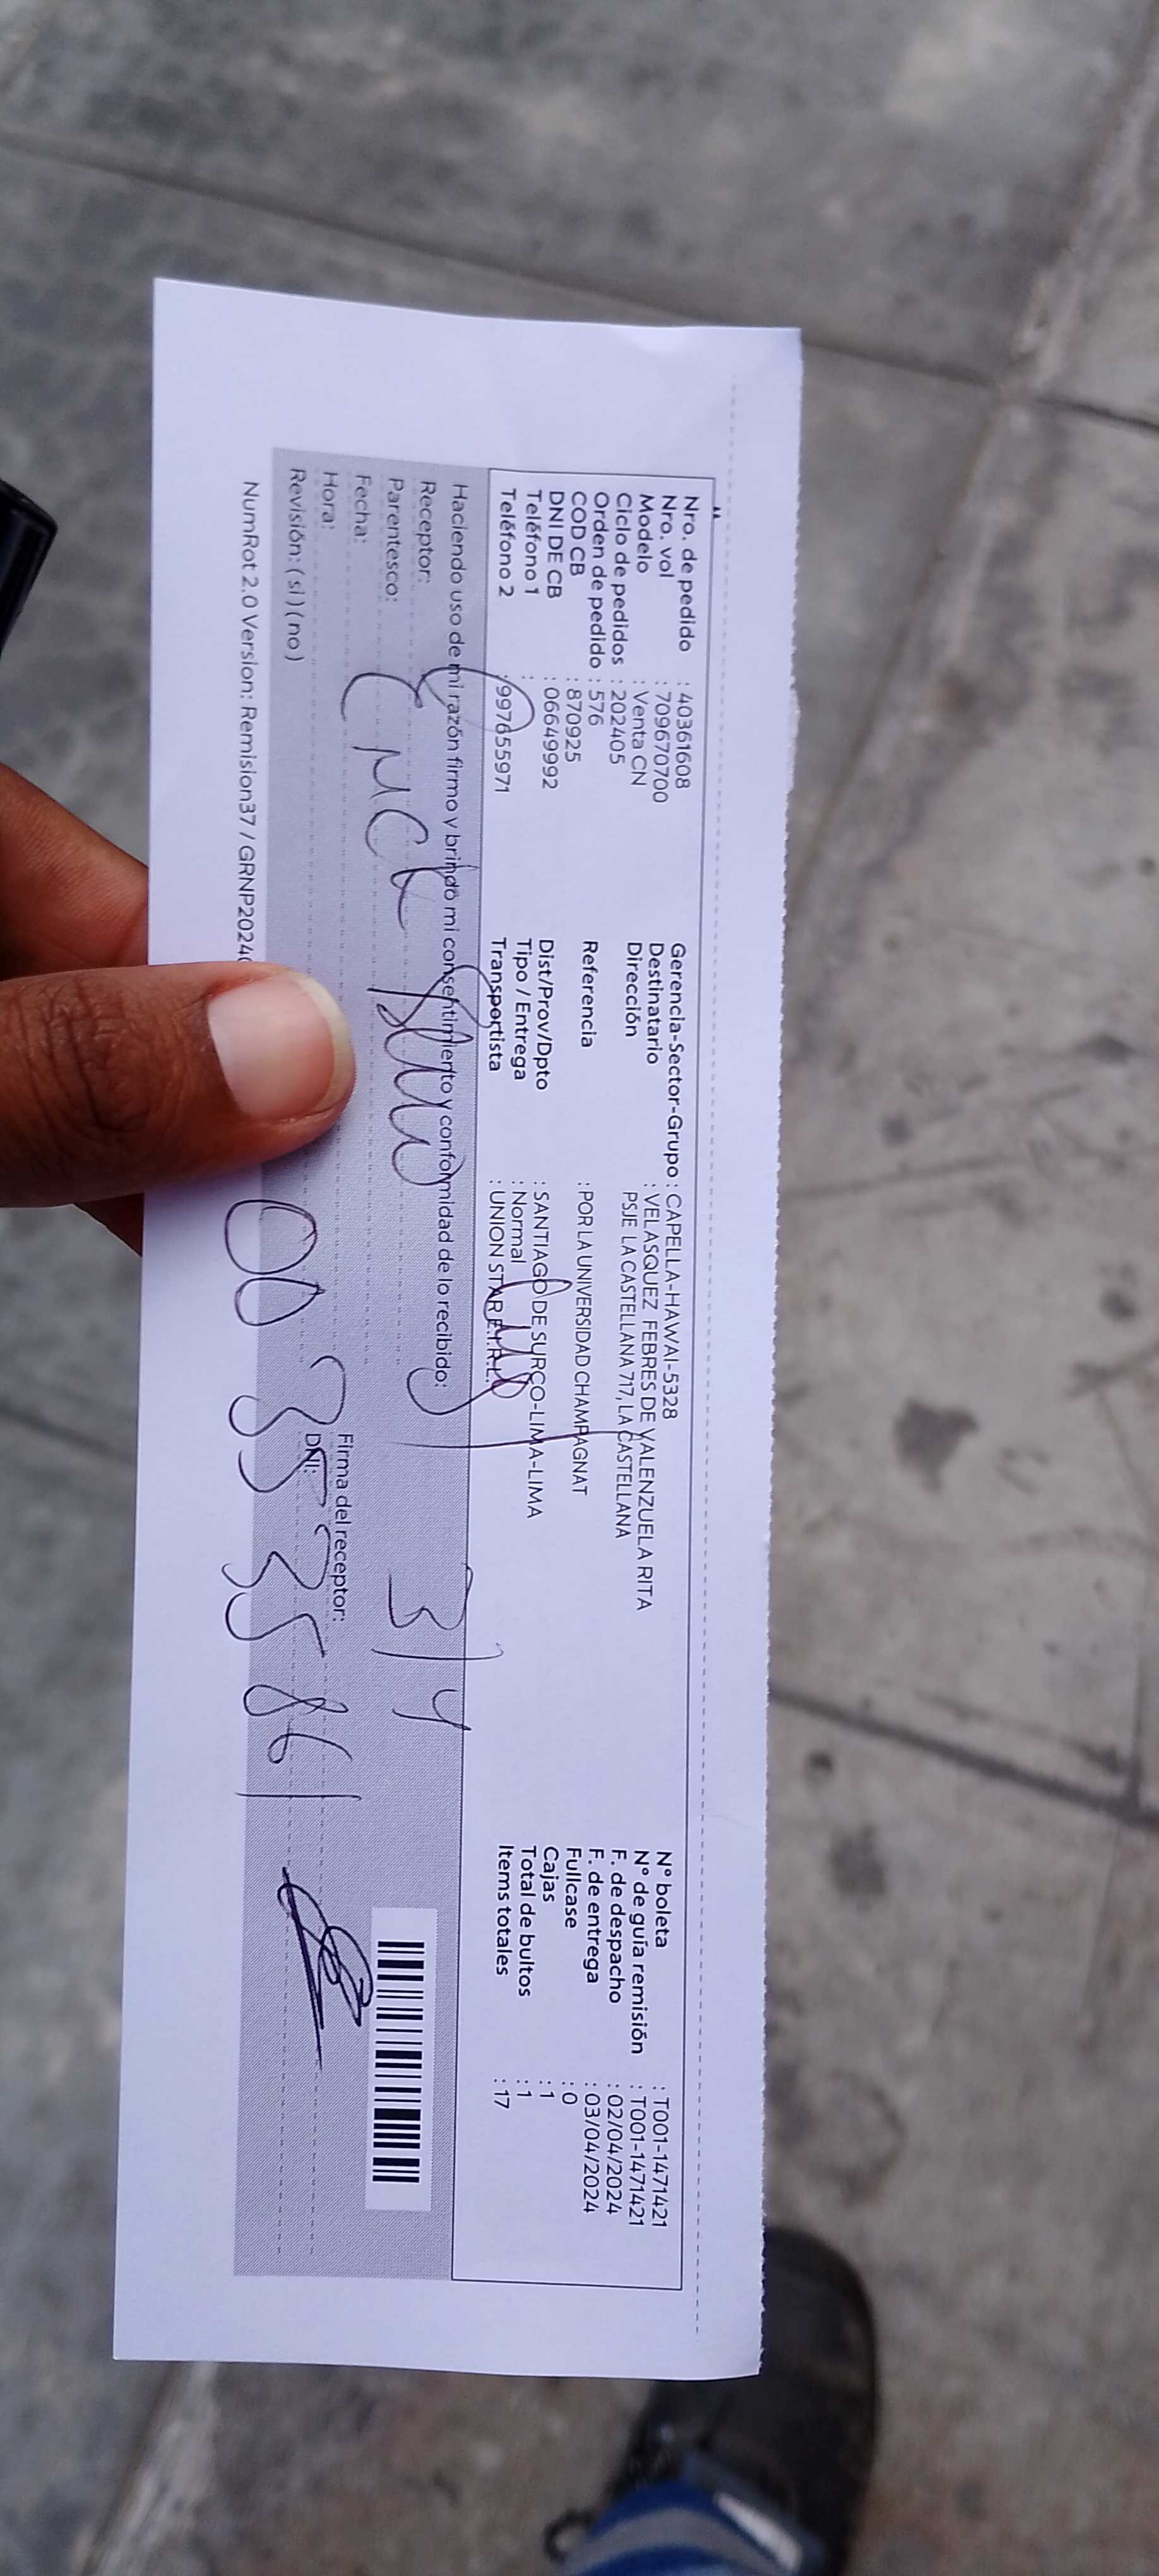 Nro. de pedido : 40361608
Nro. vol : 709670700
Modelo : Venta CN
Ciclo de pedidos : 202405
Orden de pedido : 576
COD CB : 870925
DNI DE CB : 06649992
Teléfono 1 :
Teléfono 2 : 997655971
Gerencia-Sector-Grupo : CAPELLA-HAWAI-5328
Destinatario : VELASQUEZ FEBRES DE VALENZUELA RITA
Dirección PSJE LA CASTELLANA 717, LA CASTELLANA
Referencia : POR LA UNIVERSIDAD CHAMPAGNAT
Dist/Prov/Dpto : SANTIAGO DE SURCO-LIMA-LIMA
Tipo / Entrega : Normal
Transportista : UNION STAR E.I.R.L.
N° boleta : T001-1471421
N° de guía remisión : T001-1471421
F. de despacho : 02/04/2024
F. de entrega : 03/04/2024
Fullcase : 0
Cajas : 1
Total de bultos : 1
Items totales : 17
Haciendo uso de mi razón firmo y brindo mi consentimiento y conformidad de lo recibido:
Receptor:
Parentesco:
Fecha:
Hora:
Revisión: ( si ) ( no )
3/4
Firma del receptor:
DNI:
NumRot 2.0 Version: Remision37 / GRNP2024